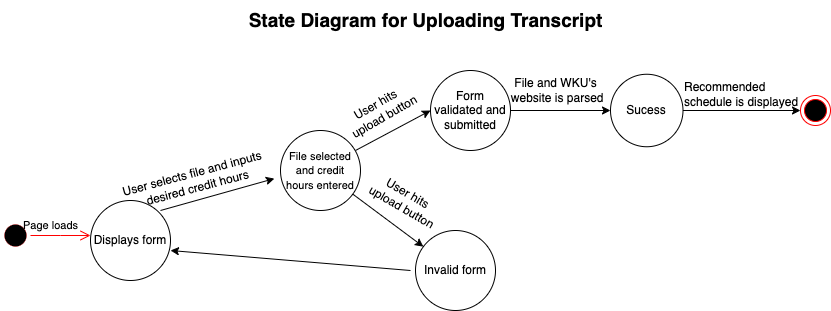 State Diagram for Uploading Transcript
Page loads
Displays form
User selects file and inputs
desired credit hours
File selected
and credit
hours entered
User hits
upload button
Form
validated and
submitted
File and WKU's
website is parsed
Sucess
Recommended
schedule is displayed
User hits
upload button
Invalid form